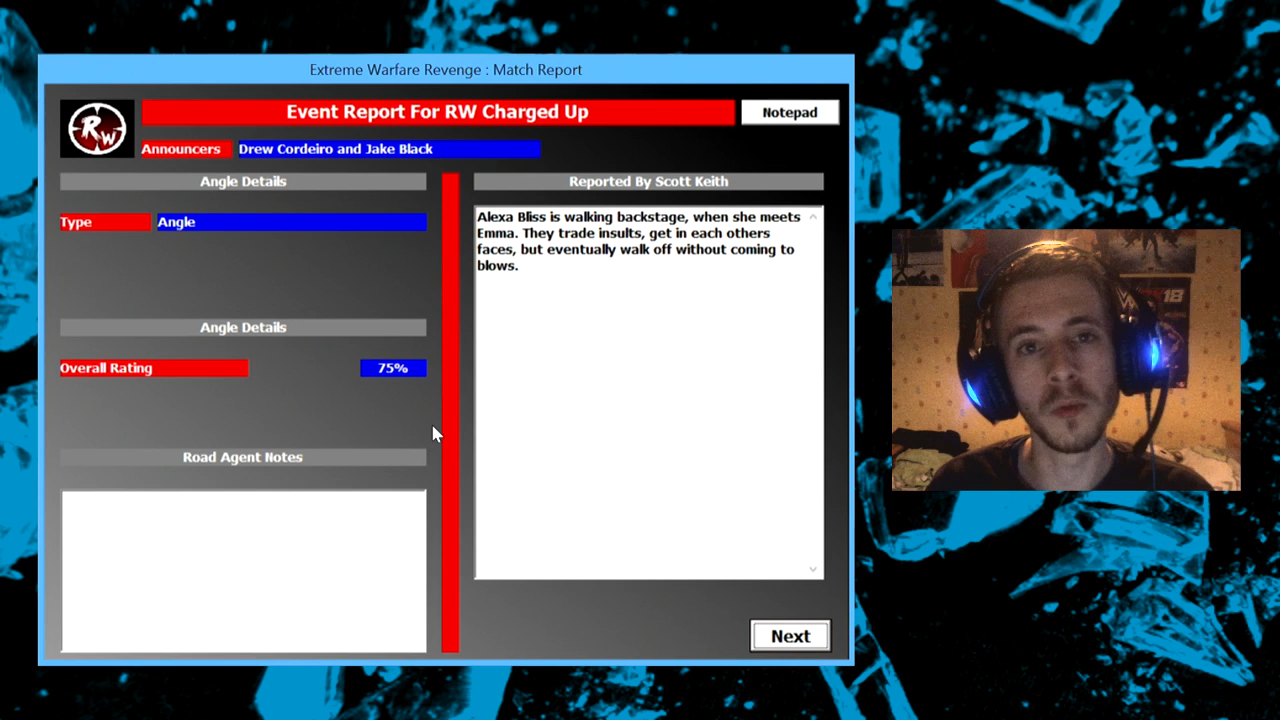 Extreme Warfare Revenge : Match Report
RW
Event Report For RW Charged Up
Notepad
Announcers
Drew Cordeiro and Jake Black
Angle Details
Type
Angle
Angle Details
Overall Rating
75%
Road Agent Notes
Reported By Scott Keith
Alexa Bliss is walking backstage, when she meets
Emma. They trade insults, get in each others
faces, but eventually walk off without coming to
blows.
Next
18